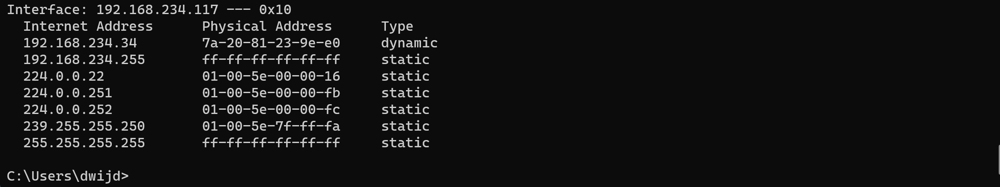 Interface: 192.168.234.117 --- 0x10
  Internet Address      Physical Address      Type
  192.168.234.34        7a-20-81-23-9e-e0     dynamic
  192.168.234.255       ff-ff-ff-ff-ff-ff     static
  224.0.0.22            01-00-5e-00-00-16     static
  224.0.0.251           01-00-5e-00-00-fb     static
  224.0.0.252           01-00-5e-00-00-fc     static
  239.255.255.250       01-00-5e-7f-ff-fa     static
  255.255.255.255       ff-ff-ff-ff-ff-ff     static
C:\Users\dwijd>